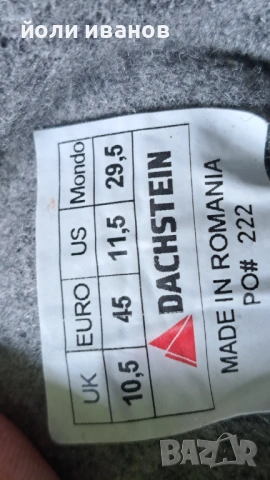 йоли иванов
UK EURO US Mondo
10,5 45 11,5 29,5
DACHSTEIN
MADE IN ROMANIA
PO# 222
BAZAR